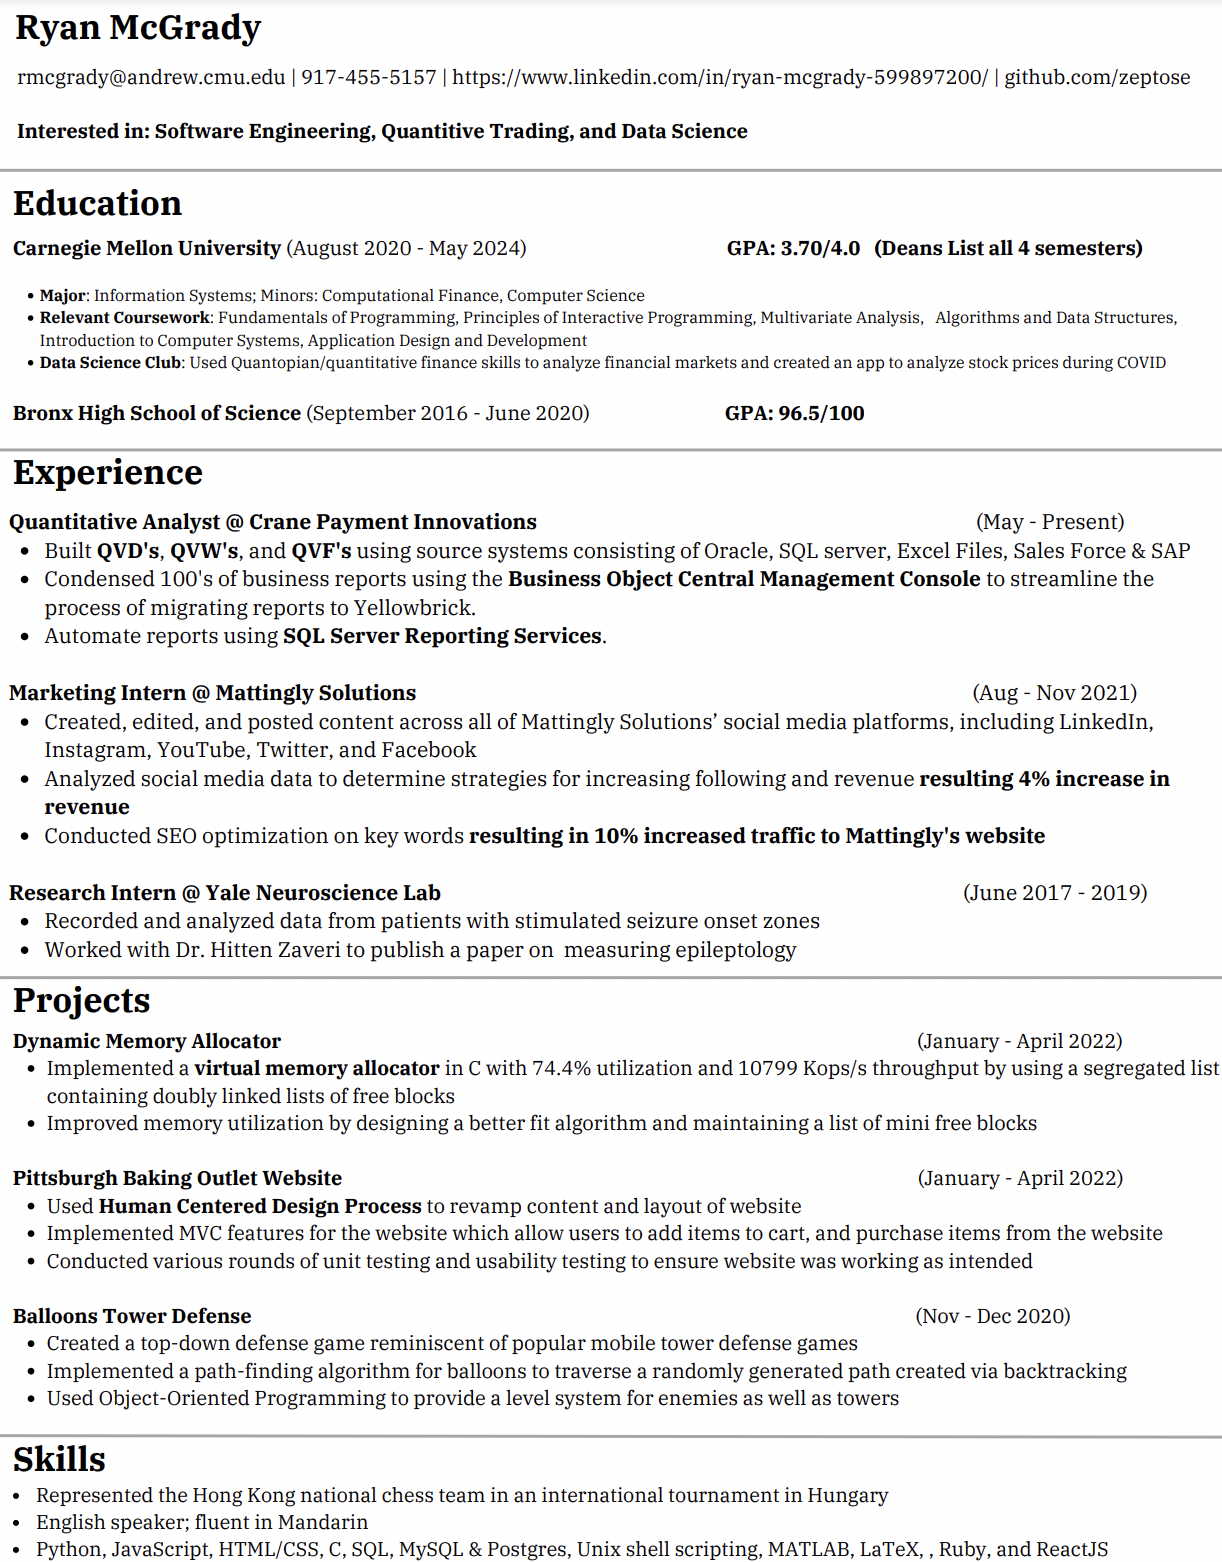 Ryan McGrady
rmcgrady@andrew.cmu.edu | 917-455-5157 | https://www.linkedin.com/in/ryan-mcgrady-599897200/ | github.com/zeptose
Interested in: Software Engineering, Quantitive Trading, and Data Science
Education
Carnegie Mellon University (August 2020 - May 2024) GPA: 3.70/4.0 (Deans List all 4 semesters)
• Major: Information Systems; Minors: Computational Finance, Computer Science
• Relevant Coursework: Fundamentals of Programming, Principles of Interactive Programming, Multivariate Analysis, Algorithms and Data Structures,
Introduction to Computer Systems, Application Design and Development
• Data Science Club: Used Quantopian/quantitative finance skills to analyze financial markets and created an app to analyze stock prices during COVID
Bronx High School of Science (September 2016 - June 2020) GPA: 96.5/100
Experience
Quantitative Analyst @ Crane Payment Innovations (May - Present)
• Built QVD's, QVW's, and QVF's using source systems consisting of Oracle, SQL server, Excel Files, Sales Force & SAP
• Condensed 100's of business reports using the Business Object Central Management Console to streamline the
process of migrating reports to Yellowbrick.
• Automate reports using SQL Server Reporting Services.
Marketing Intern @ Mattingly Solutions (Aug - Nov 2021)
• Created, edited, and posted content across all of Mattingly Solutions’ social media platforms, including LinkedIn,
Instagram, YouTube, Twitter, and Facebook
• Analyzed social media data to determine strategies for increasing following and revenue resulting 4% increase in
revenue
• Conducted SEO optimization on key words resulting in 10% increased traffic to Mattingly's website
Research Intern @ Yale Neuroscience Lab (June 2017 - 2019)
• Recorded and analyzed data from patients with stimulated seizure onset zones
• Worked with Dr. Hitten Zaveri to publish a paper on measuring epileptology
Projects
Dynamic Memory Allocator (January - April 2022)
• Implemented a virtual memory allocator in C with 74.4% utilization and 10799 Kops/s throughput by using a segregated list
containing doubly linked lists of free blocks
• Improved memory utilization by designing a better fit algorithm and maintaining a list of mini free blocks
Pittsburgh Baking Outlet Website (January - April 2022)
• Used Human Centered Design Process to revamp content and layout of website
• Implemented MVC features for the website which allow users to add items to cart, and purchase items from the website
• Conducted various rounds of unit testing and usability testing to ensure website was working as intended
Balloons Tower Defense (Nov - Dec 2020)
• Created a top-down defense game reminiscent of popular mobile tower defense games
• Implemented a path-finding algorithm for balloons to traverse a randomly generated path created via backtracking
• Used Object-Oriented Programming to provide a level system for enemies as well as towers
Skills
• Represented the Hong Kong national chess team in an international tournament in Hungary
• English speaker; fluent in Mandarin
• Python, JavaScript, HTML/CSS, C, SQL, MySQL & Postgres, Unix shell scripting, MATLAB, LaTeX, , Ruby, and ReactJS